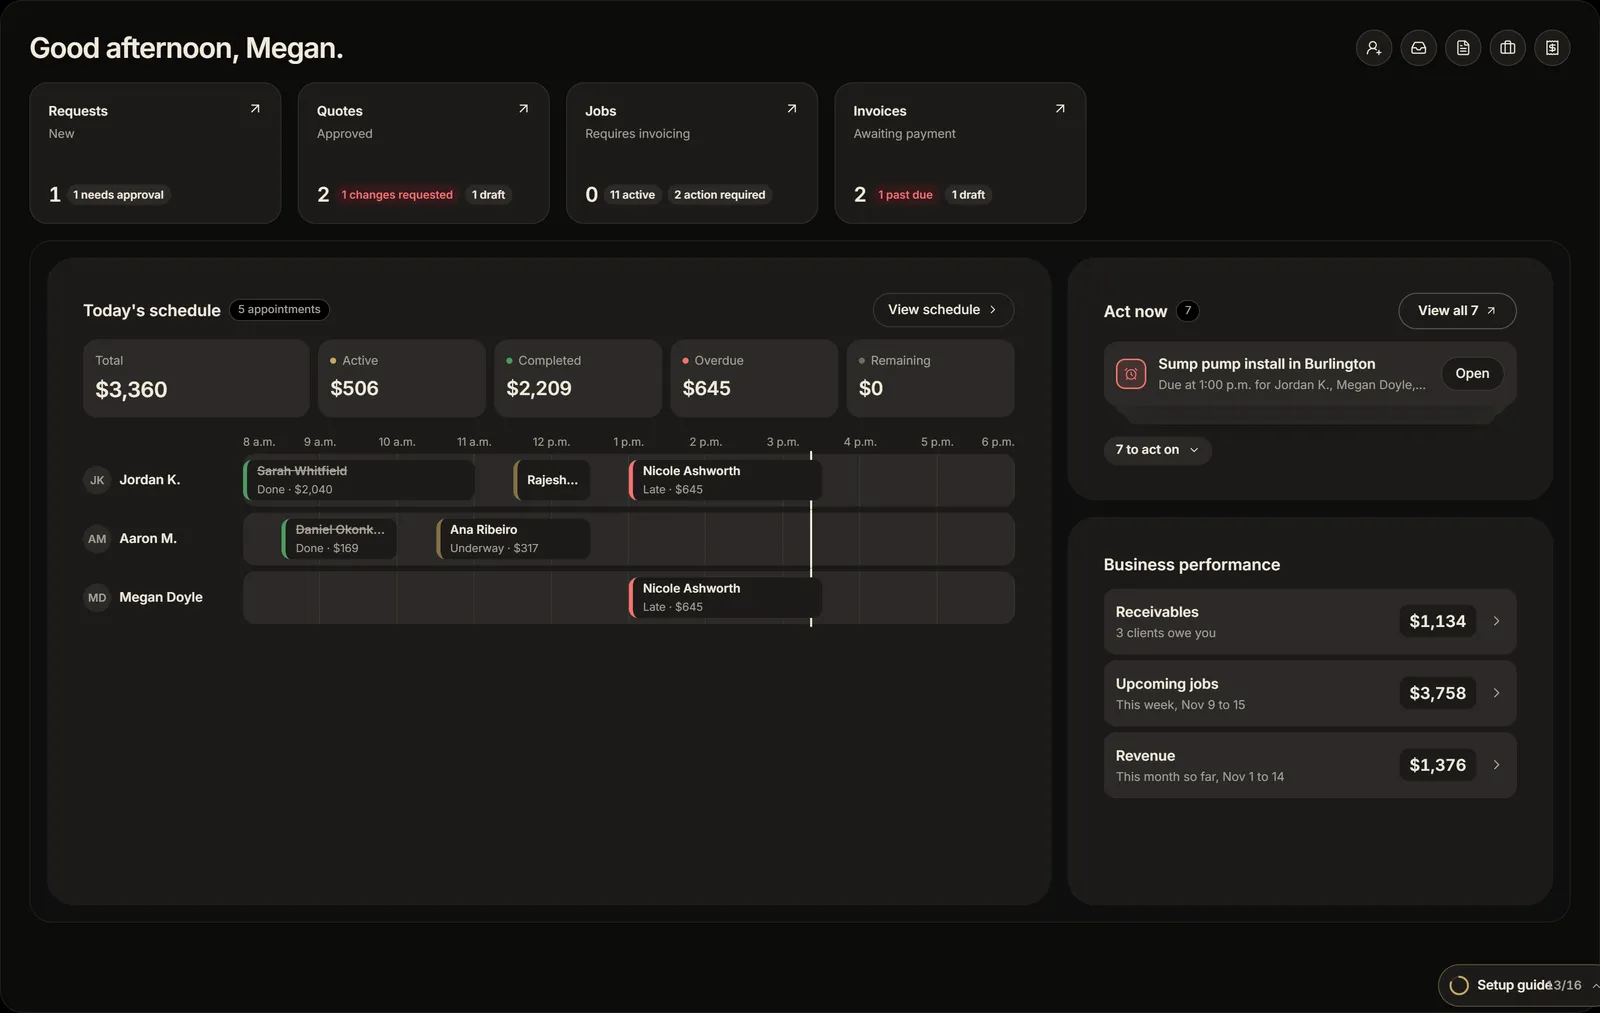 Good afternoon, Megan.
Requests
New
1 1 needs approval
Quotes
Approved
2 1 changes requested 1 draft
Jobs
Requires invoicing
0 11 active 2 action required
Invoices
Awaiting payment
2 1 past due 1 draft
Today's schedule 5 appointments View schedule
Total
$3,360
Active
$506
Completed
$2,209
Overdue
$645
Remaining
$0
8 a.m. 9 a.m. 10 a.m. 11 a.m. 12 p.m. 1 p.m. 2 p.m. 3 p.m. 4 p.m. 5 p.m. 6 p.m.
JK Jordan K.
Sarah Whitfield
Done · $2,040
Rajesh...
Nicole Ashworth
Late · $645
AM Aaron M.
Daniel Okonk...
Done · $169
Ana Ribeiro
Underway · $317
MD Megan Doyle
Nicole Ashworth
Late · $645
Act now 7 View all 7
Sump pump install in Burlington
Due at 1:00 p.m. for Jordan K., Megan Doyle,...
Open
7 to act on
Business performance
Receivables
3 clients owe you
$1,134
Upcoming jobs
This week, Nov 9 to 15
$3,758
Revenue
This month so far, Nov 1 to 14
$1,376
Setup guide 13/16